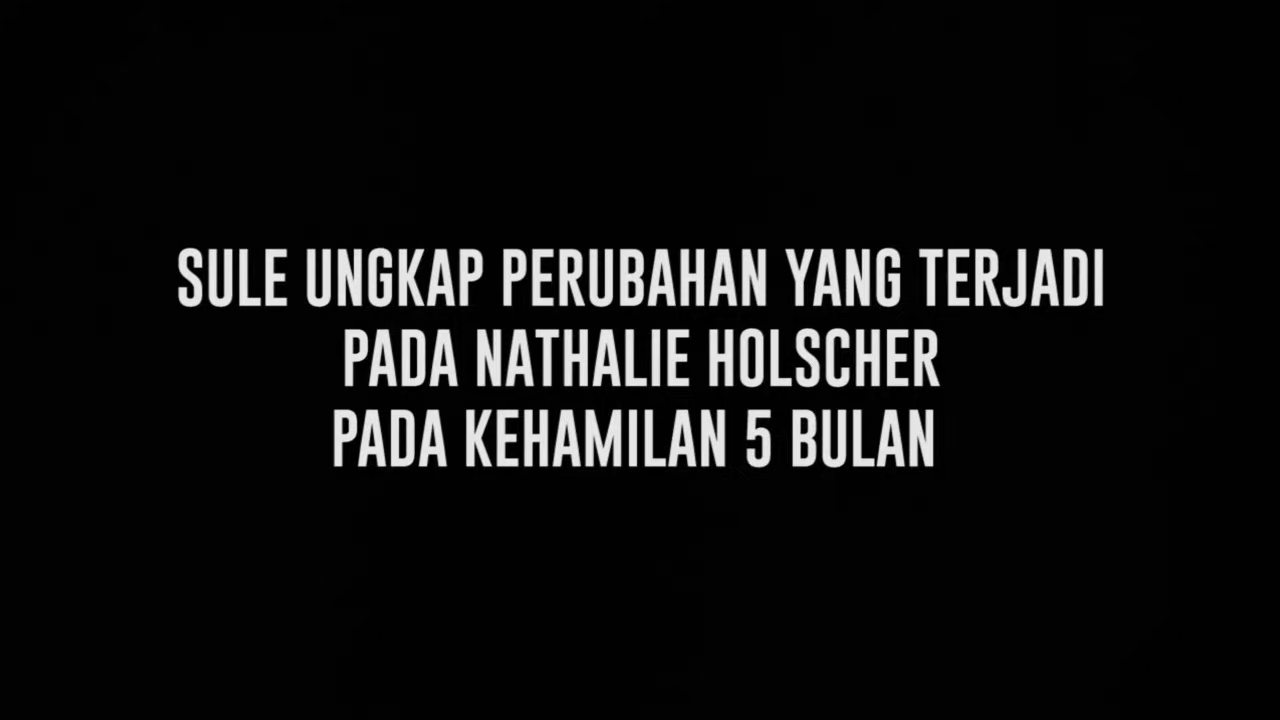 SULE UNGKAP PERUBAHAN YANG TERJADI
PADA NATHALIE HOLSCHER
PADA KEHAMILAN 5 BULAN